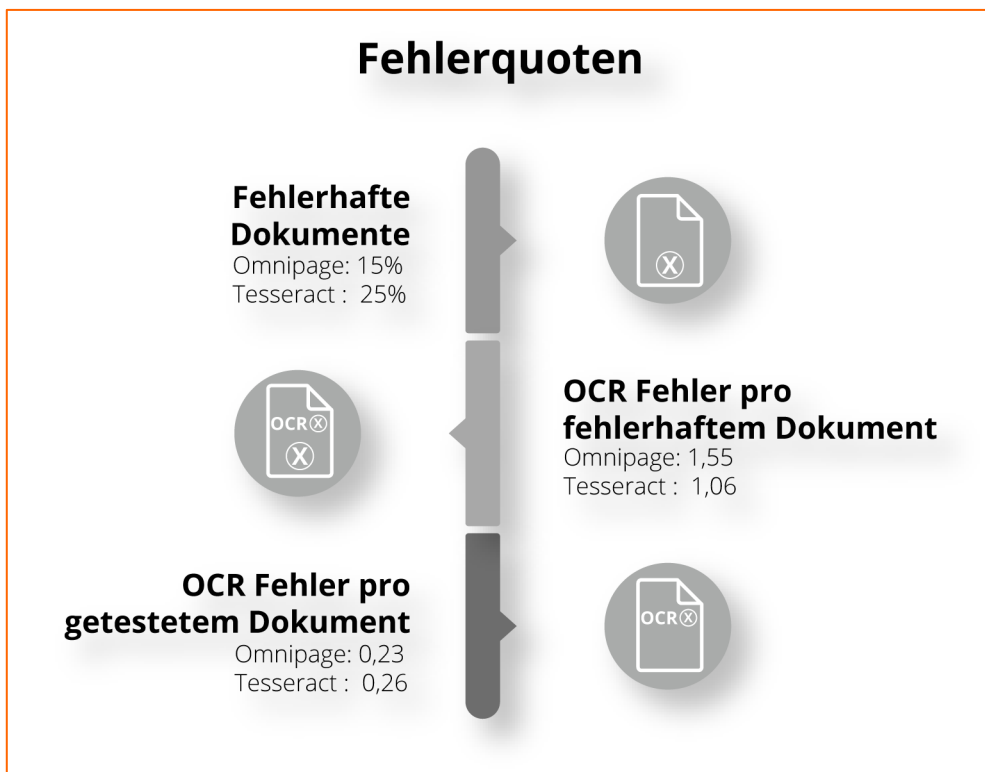 Fehlerquoten
Fehlerhafte
Dokumente
Omnipage: 15%
Tesseract :  25%
X
OCR X
X
OCR Fehler pro
fehlerhaftem Dokument
Omnipage: 1,55
Tesseract :  1,06
OCR Fehler pro
getestetem Dokument
Omnipage: 0,23
Tesseract :  0,26
OCR X